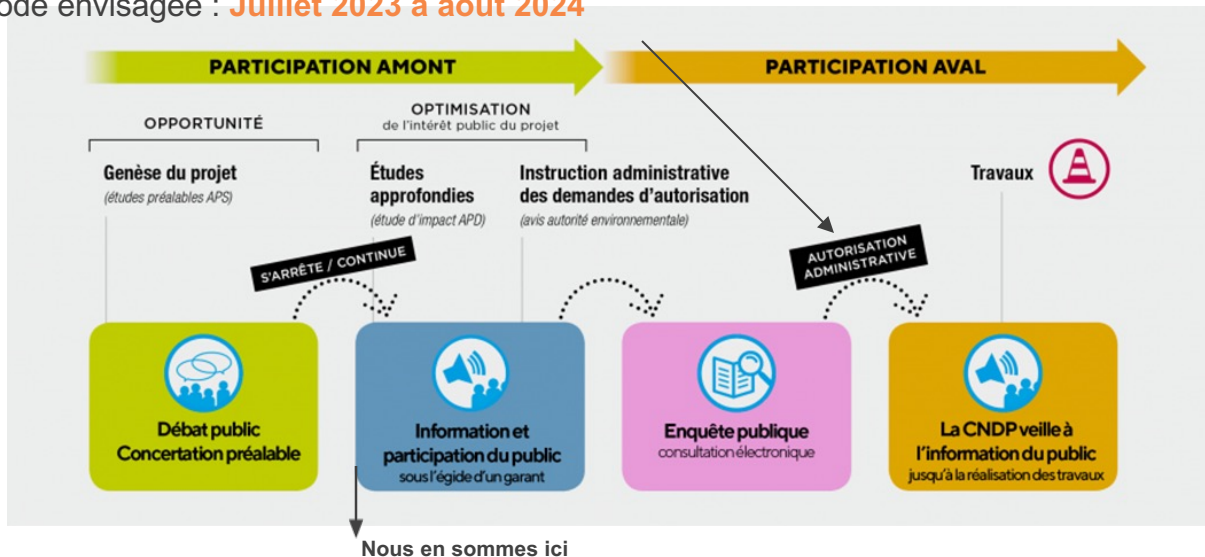 ode envisagée : Juillet 2023 à août 2024
PARTICIPATION AMONT
PARTICIPATION AVAL
OPPORTUNITÉ
OPTIMISATION
de l'intérêt public du projet
Genèse du projet
(études préalables APS)
Études
approfondies
(étude d'impact APD)
Instruction administrative
des demandes d'autorisation
(avis autorité environnementale)
Travaux
S'ARRÊTE / CONTINUE
AUTORISATION
ADMINISTRATIVE
Débat public
Concertation préalable
Information et
participation du public
sous l'égide d'un garant
Enquête publique
consultation électronique
La CNDP veille à
l'information du public
jusqu'à la réalisation des travaux
Nous en sommes ici